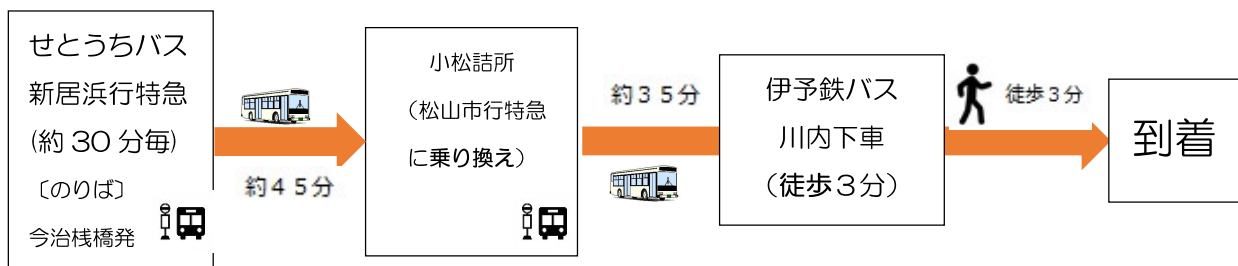 せとうちバス
新居浜行特急
(約 30 分毎)
〔のりば〕
今治桟橋発
約４５分
小松詰所
（松山市行特急
に乗り換え）
約３５分
伊予鉄バス
川内下車
（徒歩３分）
徒歩３分
到着